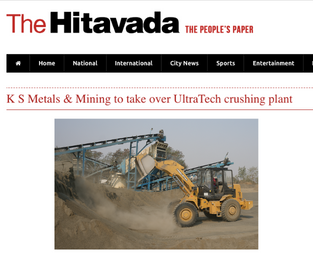 The Hitavada THE PEOPLE'S PAPER
Home National International City News Sports Entertainment
K S Metals & Mining to take over UltraTech crushing plant